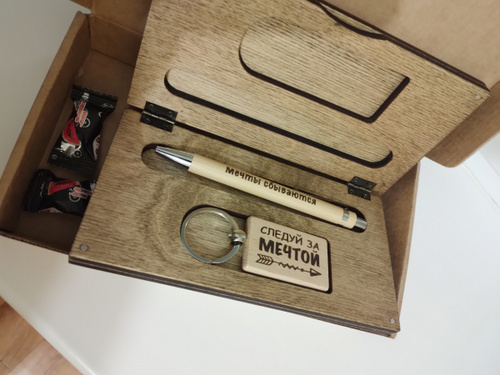 Мечты сбываются
СЛЕДУЙ ЗА
МЕЧТОЙ